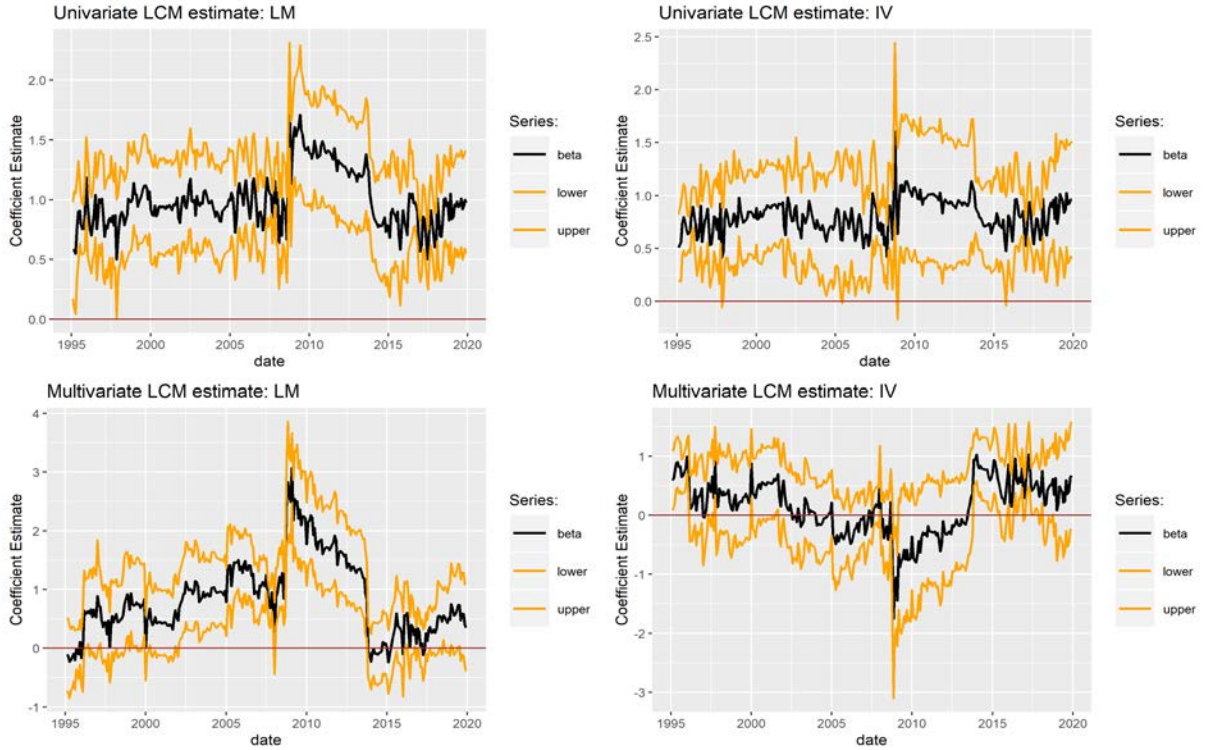 Univariate LCM estimate: LM
Coefficient Estimate
2.0
1.5
1.0
0.5
0.0
1995 2000 2005 2010 2015 2020
date
Series:
beta
lower
upper
Univariate LCM estimate: IV
Coefficient Estimate
2.5
2.0
1.5
1.0
0.5
0.0
1995 2000 2005 2010 2015 2020
date
Series:
beta
lower
upper
Multivariate LCM estimate: LM
Coefficient Estimate
4
3
2
1
0
-1
1995 2000 2005 2010 2015 2020
date
Series:
beta
lower
upper
Multivariate LCM estimate: IV
Coefficient Estimate
1
0
-1
-2
-3
1995 2000 2005 2010 2015 2020
date
Series:
beta
lower
upper